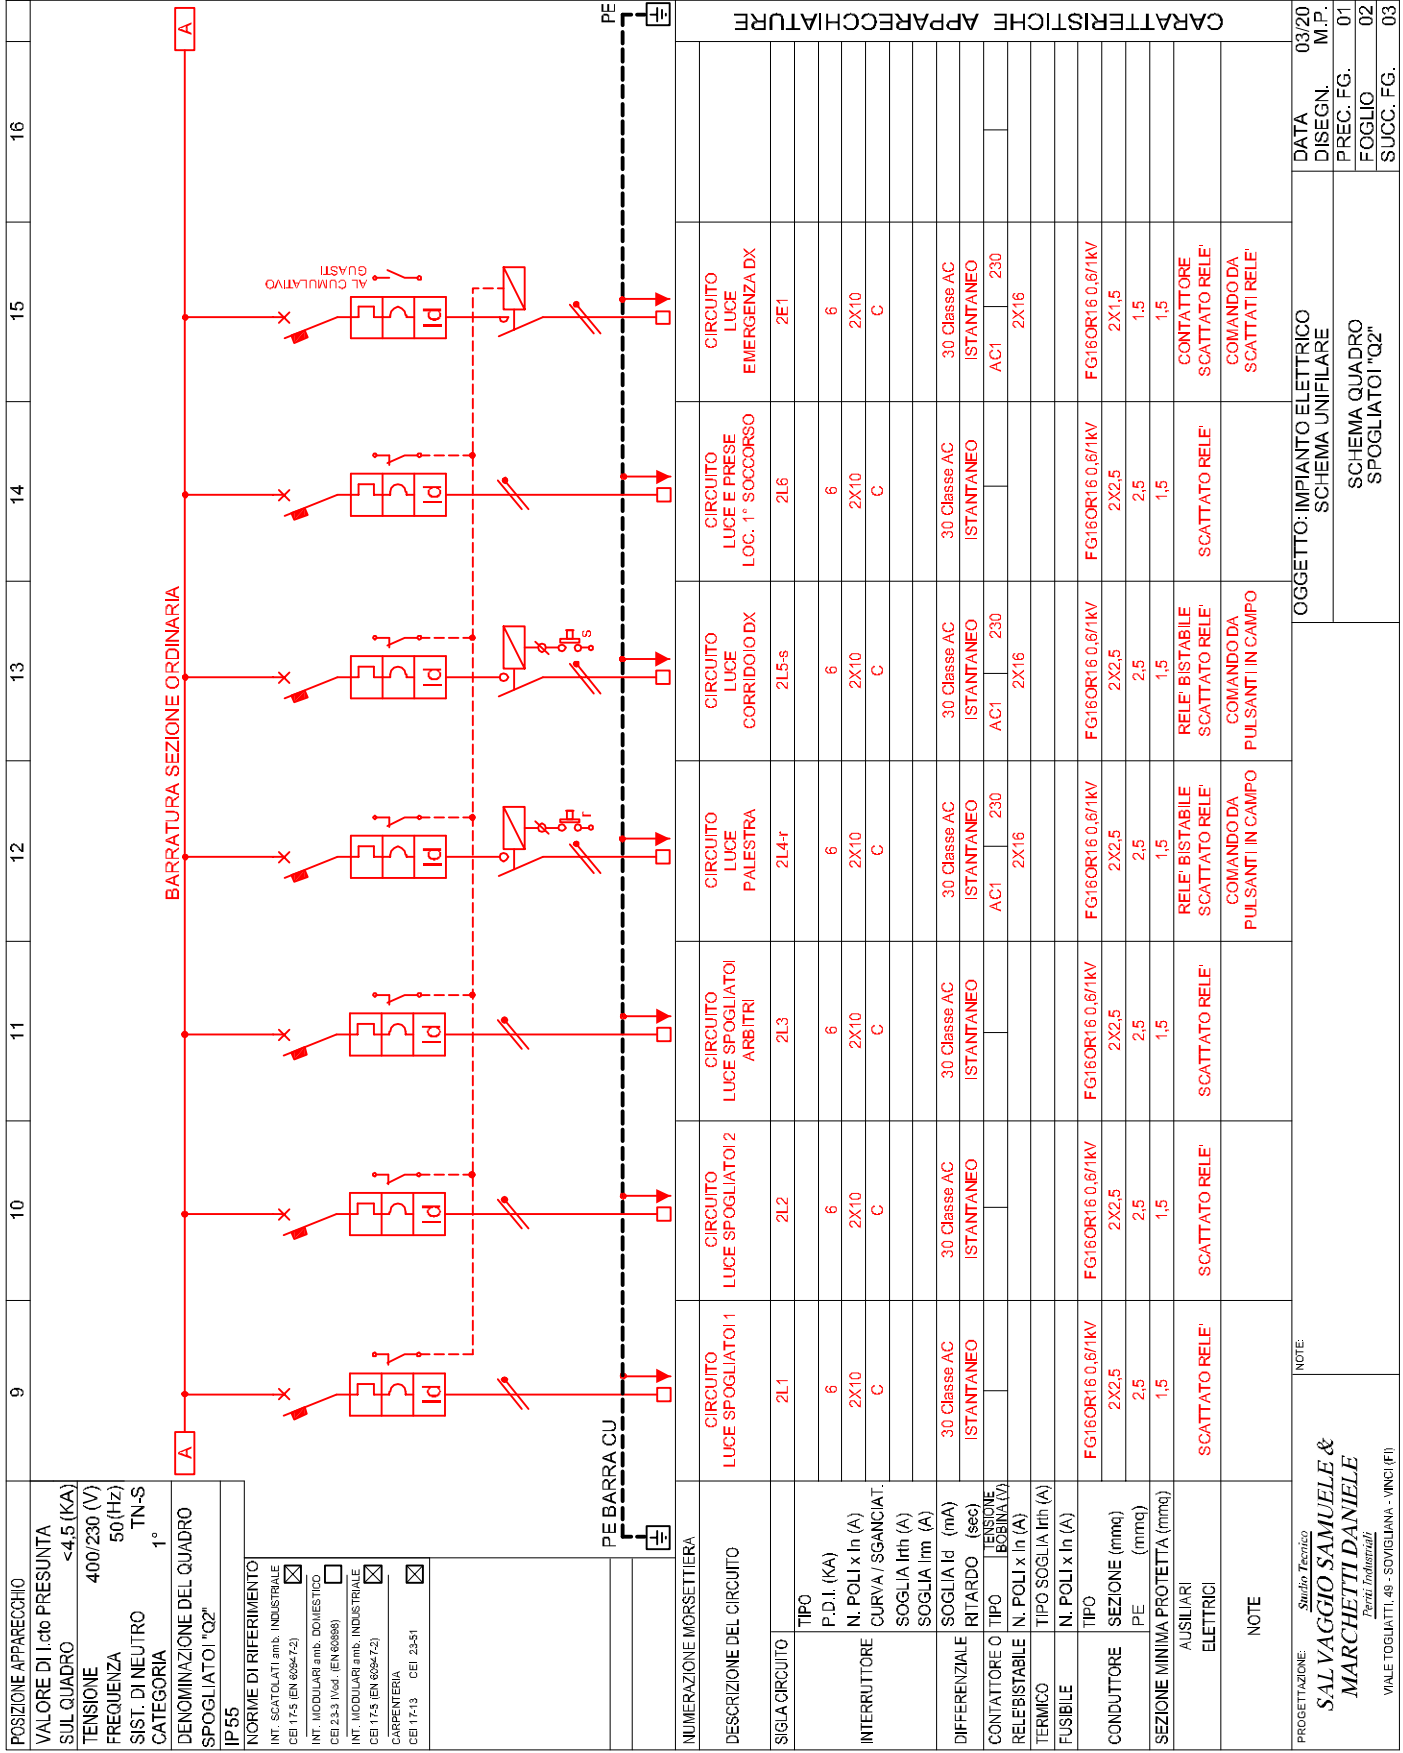 POSIZIONE APPARECCHIO
9
10
11
12
13
14
15
16
VALORE DI I.cto PRESUNTA
SUL QUADRO <4,5 (KA)
TENSIONE 400/230 (V)
FREQUENZA 50(Hz)
SIST. DI NEUTRO TN-S
CATEGORIA 1°
DENOMINAZIONE DEL QUADRO
SPOGLIATOI "Q2"
IP55
NORME DI RIFERIMENTO
INT. SCATOLATI amb. INDUSTRIALE
CEI 17-5 (EN 60947-2)
INT. MODULARI amb. DOMESTICO
CEI 23-3 IVed. (EN 60898)
INT. MODULARI amb. INDUSTRIALE
CEI 17-5 (EN 60947-2)
CARPENTERIA
CEI 17-13 CEI 23-51
A
BARRATURA SEZIONE ORDINARIA
A
Id
Id
Id
Id
Id
Id
Id
AL CUMULATIVO
GUASTI
r
s
PE BARRA CU
PE
CARATTERISTICHE APPARECCHIATURE
NUMERAZIONE MORSETTIERA
DESCRIZIONE DEL CIRCUITO
CIRCUITO
LUCE SPOGLIATOI 1
CIRCUITO
LUCE SPOGLIATOI 2
CIRCUITO
LUCE SPOGLIATOI
ARBITRI
CIRCUITO
LUCE
PALESTRA
CIRCUITO
LUCE
CORRIDOIO DX
CIRCUITO
LUCE E PRESE
LOC. 1° SOCCORSO
CIRCUITO
LUCE
EMERGENZA DX
SIGLA CIRCUITO 2L1 2L2 2L3 2L4-r 2L5-s 2L6 2E1
INTERRUTTORE
TIPO
P.D.I. (KA) 6 6 6 6 6 6 6
N. POLI x In (A) 2X10 2X10 2X10 2X10 2X10 2X10 2X10
CURVA / SGANCIAT. C C C C C C C
SOGLIA Irth (A)
SOGLIA Irm (A)
DIFFERENZIALE
SOGLIA Id (mA) 30 Classe AC 30 Classe AC 30 Classe AC 30 Classe AC 30 Classe AC 30 Classe AC 30 Classe AC
RITARDO (sec) ISTANTANEO ISTANTANEO ISTANTANEO ISTANTANEO ISTANTANEO ISTANTANEO ISTANTANEO
CONTATTORE O
RELE'BISTABILE
TIPO TENSIONE BOBINA (V) AC1 230 AC1 230 AC1 230
N. POLI x In (A) 2X16 2X16 2X16
TERMICO TIPO SOGLIA Irth (A)
FUSIBILE N. POLI x In (A)
CONDUTTORE
TIPO FG16OR16 0,6/1kV FG16OR16 0,6/1kV FG16OR16 0,6/1kV FG16OR16 0,6/1kV FG16OR16 0,6/1kV FG16OR16 0,6/1kV FG16OR16 0,6/1kV
SEZIONE (mmq) 2X2,5 2X2,5 2X2,5 2X2,5 2X2,5 2X2,5 2X1,5
PE (mmq) 2,5 2,5 2,5 2,5 2,5 2,5 1,5
SEZIONE MINIMA PROTETTA (mmq) 1,5 1,5 1,5 1,5 1,5 1,5 1,5
AUSILIARI
ELETTRICI
SCATTATO RELE'
SCATTATO RELE'
SCATTATO RELE'
RELE' BISTABILE
SCATTATO RELE'
RELE' BISTABILE
SCATTATO RELE'
SCATTATO RELE'
CONTATTORE
SCATTATO RELE'
NOTE
COMANDO DA
PULSANTI IN CAMPO
COMANDO DA
PULSANTI IN CAMPO
COMANDO DA
SCATTATI RELE'
PROGETTAZIONE:
Studio Tecnico
SALVAGGIO SAMUELE &
MARCHETTI DANIELE
Periti Industriali
VIALE TOGLIATTI, 49 - SOVIGLIANA - VINCI (FI)
NOTE:
OGGETTO: IMPIANTO ELETTRICO
SCHEMA UNIFILARE
SCHEMA QUADRO
SPOGLIATOI "Q2"
DATA 03/20
DISEGN. M.P.
PREC. FG. 01
FOGLIO 02
SUCC. FG. 03